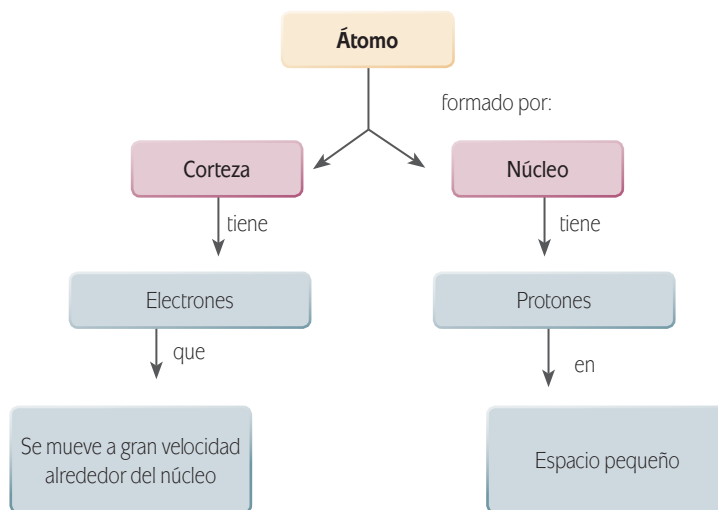 Átomo
formado por:
Corteza
Núcleo
tiene
tiene
Electrones
Protones
que
en
Se mueve a gran velocidad
alrededor del núcleo
Espacio pequeño